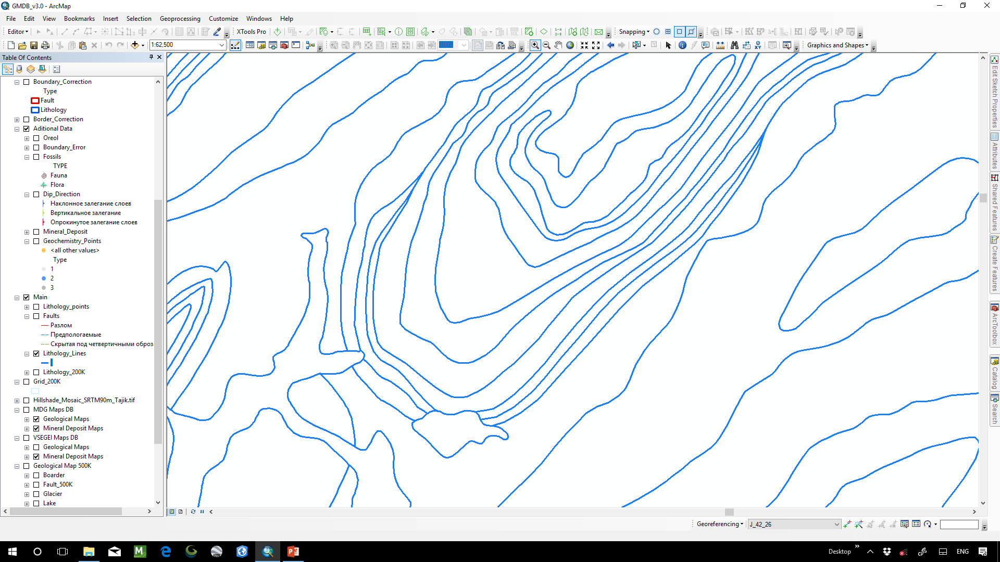 GMDB_v3.0 - ArcMap
File Edit View Bookmarks Insert Selection Geoprocessing Customize Windows Help
Editor XTools Pro Snapping
1:62,500 100% Graphics and Shapes
Table Of Contents
Boundary_Correction
Type
Fault
Lithology
Border_Correction
Aditional Data
Oreol
Boundary_Error
Fossils
TYPE
Fauna
Flora
Dip_Direction
Наклонное залегание слоев
Вертикальное залегание
Опрокинутое залегание слоев
Mineral_Deposit
Geochemistry_Points
<all other values>
Type
1
2
3
Main
Lithology_points
Faults
Разлом
Предпологаемые
Скрытая под четвертичными оброз
Lithology_Lines
Lithology_200K
Grid_200K
Hillshade_Mosaic_SRTM90m_Tajik.tif
MDG Maps DB
Geological Maps
Mineral Deposit Maps
VSEGEI Maps DB
Geological Maps
Mineral Deposit Maps
Geological Map 500K
Boarder
Fault_500K
Glacier
Lake
Edit Sketch Properties
Attributes
Shared Features
Create Features
ArcToolbox
Catalog
Search
Georeferencing J_42_26
Desktop ENG